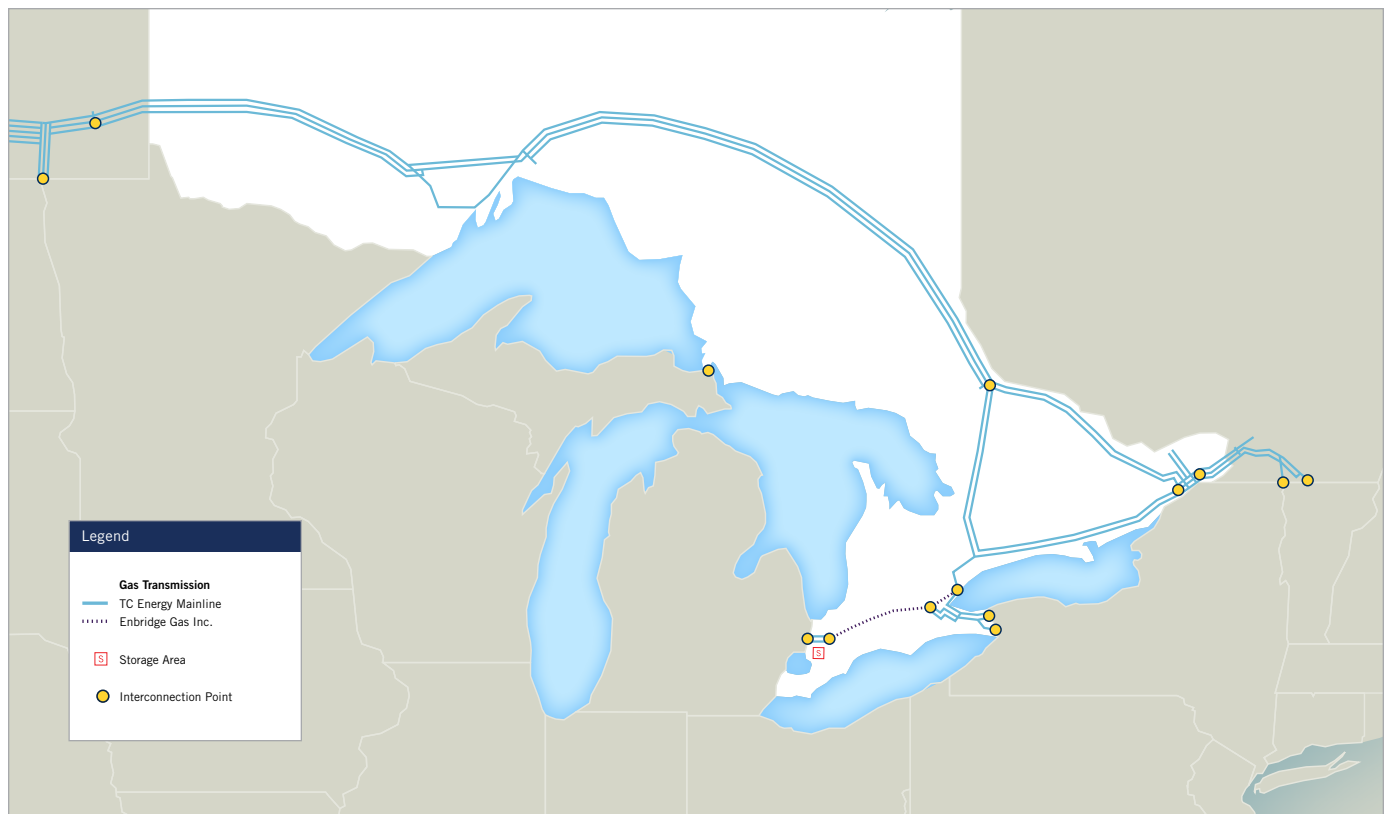 S
Legend
Gas Transmission
TC Energy Mainline
Enbridge Gas Inc.
S Storage Area
Interconnection Point